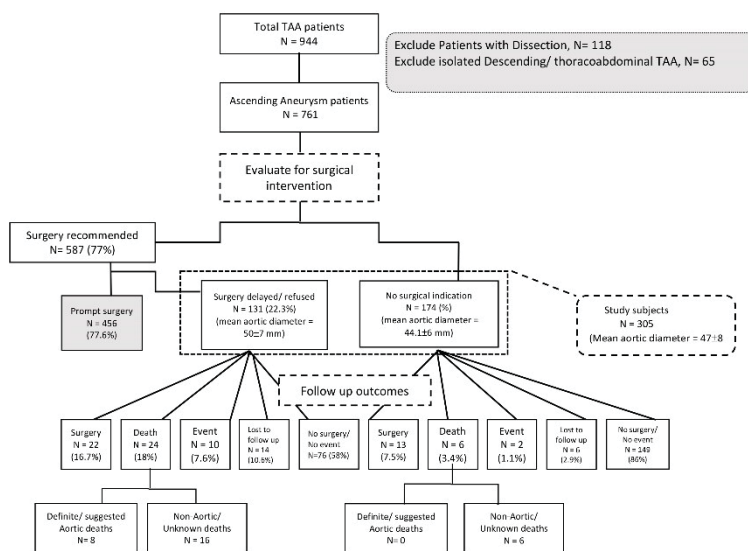 Total TAA patients
N = 944
Exclude Patients with Dissection, N= 118
Exclude isolated Descending/ thoracoabdominal TAA, N= 65
Ascending Aneurysm patients
N = 761
Evaluate for surgical
intervention
Surgery recommended
N= 587 (77%)
Prompt surgery
N = 456
(77.6%)
Surgery delayed/ refused
N = 131 (22.3%)
(mean aortic diameter =
50±7 mm)
No surgical indication
N = 174 (%)
(mean aortic diameter =
44.1±6 mm)
Study subjects
N = 305
(Mean aortic diameter = 47±8
Follow up outcomes
Surgery
N = 22
(16.7%)
Death
N = 24
(18%)
Event
N = 10
(7.6%)
Lost to
follow up
N = 14
(10.6%)
No surgery/
No event
N=76 (58%)
Surgery
N = 13
(7.5%)
Death
N = 6
(3.4%)
Event
N = 2
(1.1%)
Lost to
follow up
N = 6
(2.9%)
No surgery/
No event
N = 149
(86%)
Definite/ suggested
Aortic deaths
N= 8
Non-Aortic/
Unknown deaths
N = 16
Definite/ suggested
Aortic deaths
N= 0
Non-Aortic/
Unknown deaths
N = 6